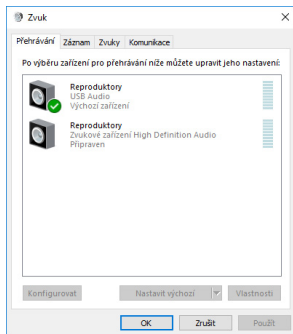 Zvuk
Přehrávání Záznam Zvuky Komunikace
Po výběru zařízení pro přehrávání níže můžete upravit jeho nastavení:
Reproduktory
USB Audio
Výchozí zařízení
Reproduktory
Zvukové zařízení High Definition Audio
Připraven
Konfigurovat Nastavit výchozí Vlastnosti
OK Zrušit Použít